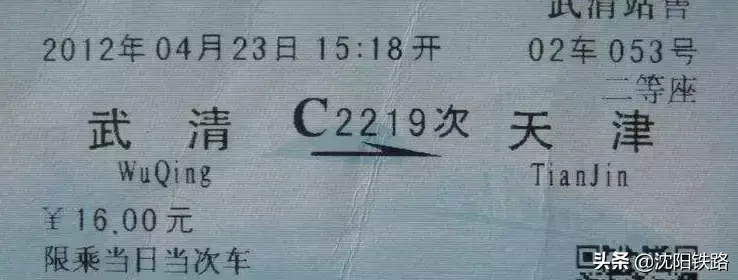 武清站售
2012年04月23日 15:18开 02车 053号
二等座
武清 C2219次 天津
WuQing TianJin
￥16.00元
限乘当日当次车
头条 @沈阳铁路